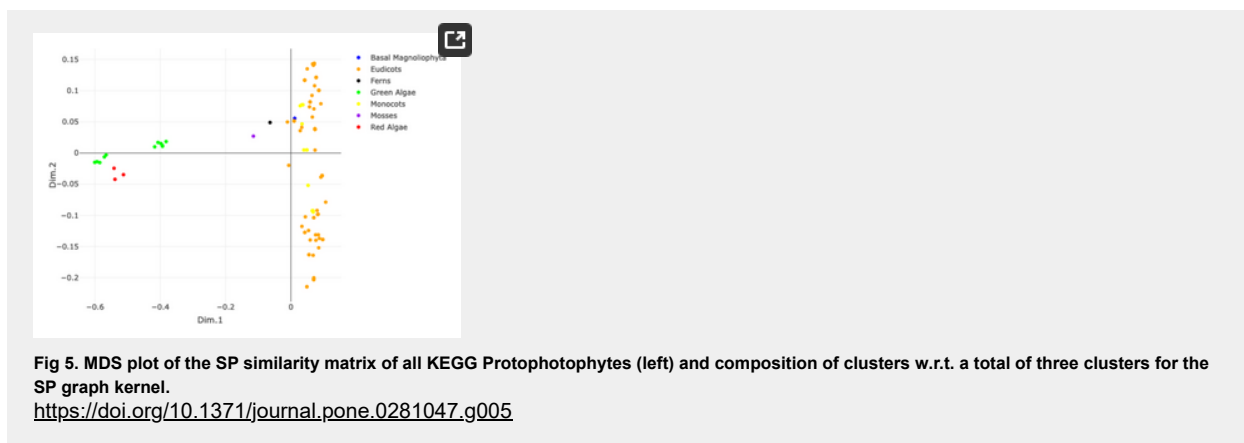 0.15
0.1
0.05
0
−0.05
−0.1
−0.15
−0.2
Dim.2
−0.6 −0.4 −0.2 0
Dim.1
Basal Magnoliophyta
Eudicots
Ferns
Green Algae
Monocots
Mosses
Red Algae
Fig 5. MDS plot of the SP similarity matrix of all KEGG Protophotophytes (left) and composition of clusters w.r.t. a total of three clusters for the
SP graph kernel.
https://doi.org/10.1371/journal.pone.0281047.g005